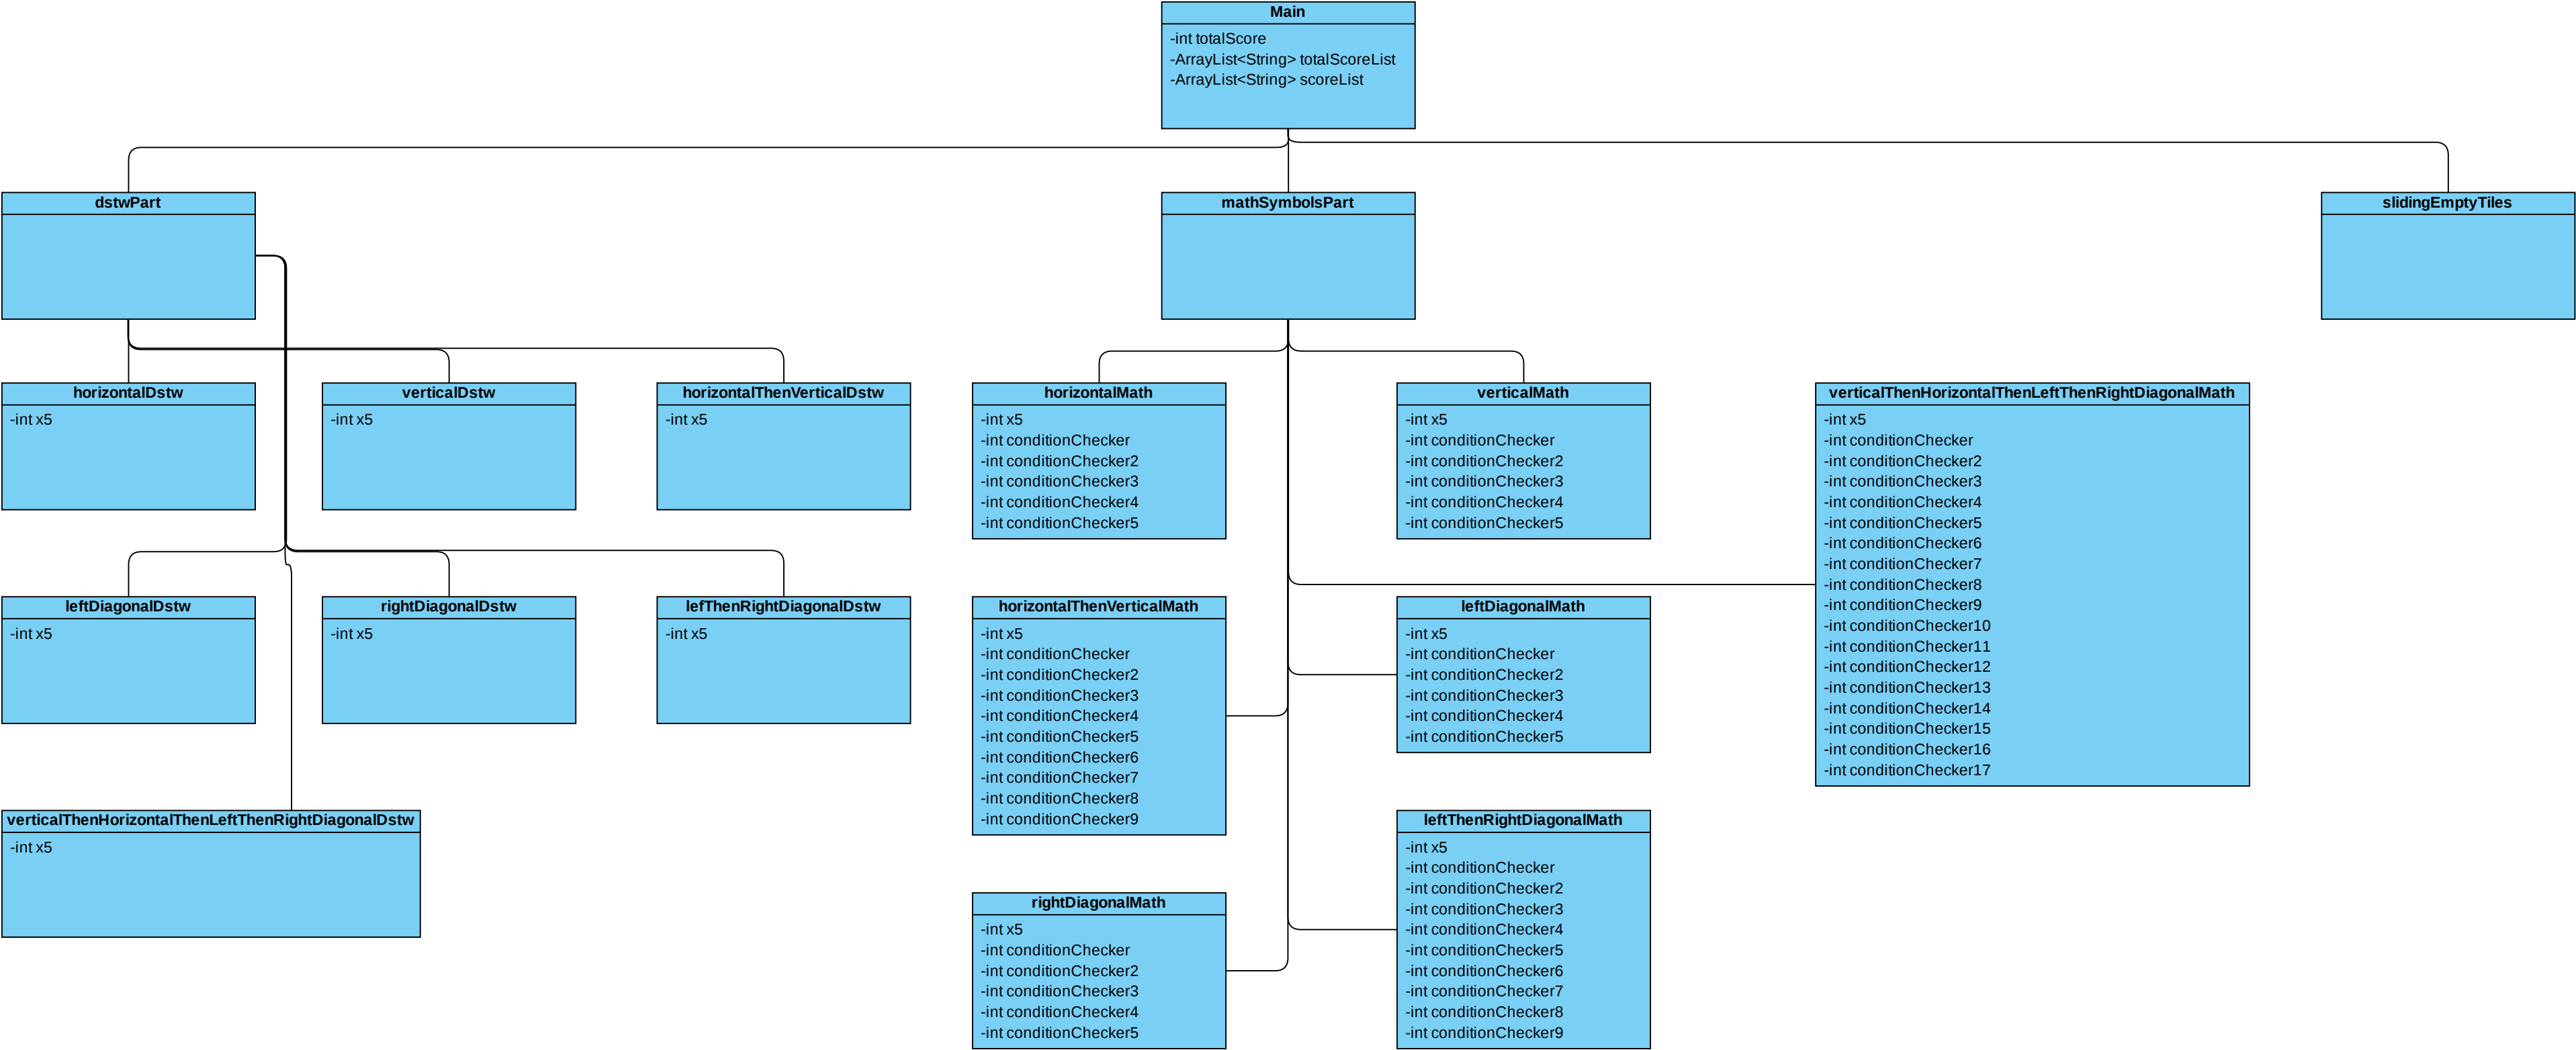 Main
-int totalScore
-ArrayList<String> totalScoreList
-ArrayList<String> scoreList
dstwPart
mathSymbolsPart
slidingEmptyTiles
horizontalDstw
-int x5
verticalDstw
-int x5
horizontalThenVerticalDstw
-int x5
horizontalMath
-int x5
-int conditionChecker
-int conditionChecker2
-int conditionChecker3
-int conditionChecker4
-int conditionChecker5
verticalMath
-int x5
-int conditionChecker
-int conditionChecker2
-int conditionChecker3
-int conditionChecker4
-int conditionChecker5
verticalThenHorizontalThenLeftThenRightDiagonalMath
-int x5
-int conditionChecker
-int conditionChecker2
-int conditionChecker3
-int conditionChecker4
-int conditionChecker5
-int conditionChecker6
-int conditionChecker7
-int conditionChecker8
-int conditionChecker9
-int conditionChecker10
-int conditionChecker11
-int conditionChecker12
-int conditionChecker13
-int conditionChecker14
-int conditionChecker15
-int conditionChecker16
-int conditionChecker17
leftDiagonalDstw
-int x5
rightDiagonalDstw
-int x5
lefThenRightDiagonalDstw
-int x5
horizontalThenVerticalMath
-int x5
-int conditionChecker
-int conditionChecker2
-int conditionChecker3
-int conditionChecker4
-int conditionChecker5
-int conditionChecker6
-int conditionChecker7
-int conditionChecker8
-int conditionChecker9
leftDiagonalMath
-int x5
-int conditionChecker
-int conditionChecker2
-int conditionChecker3
-int conditionChecker4
-int conditionChecker5
verticalThenHorizontalThenLeftThenRightDiagonalDstw
-int x5
leftThenRightDiagonalMath
-int x5
-int conditionChecker
-int conditionChecker2
-int conditionChecker3
-int conditionChecker4
-int conditionChecker5
-int conditionChecker6
-int conditionChecker7
-int conditionChecker8
-int conditionChecker9
rightDiagonalMath
-int x5
-int conditionChecker
-int conditionChecker2
-int conditionChecker3
-int conditionChecker4
-int conditionChecker5